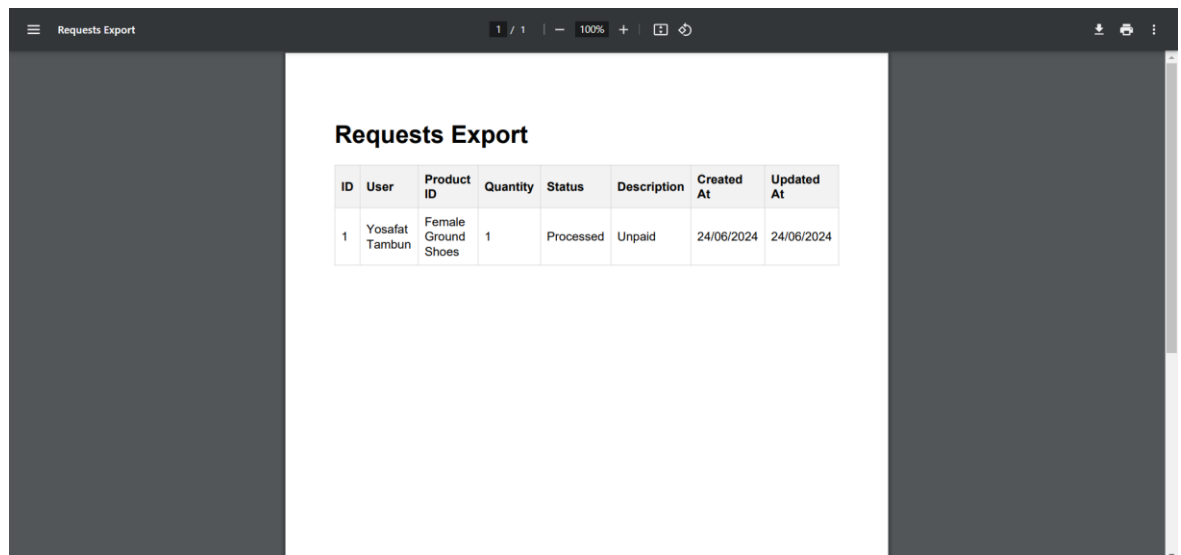 Requests Export
1 / 1
100%
Requests Export
ID User Product ID Quantity Status Description Created At Updated At
1 Yosafat Tambun Female Ground Shoes 1 Processed Unpaid 24/06/2024 24/06/2024